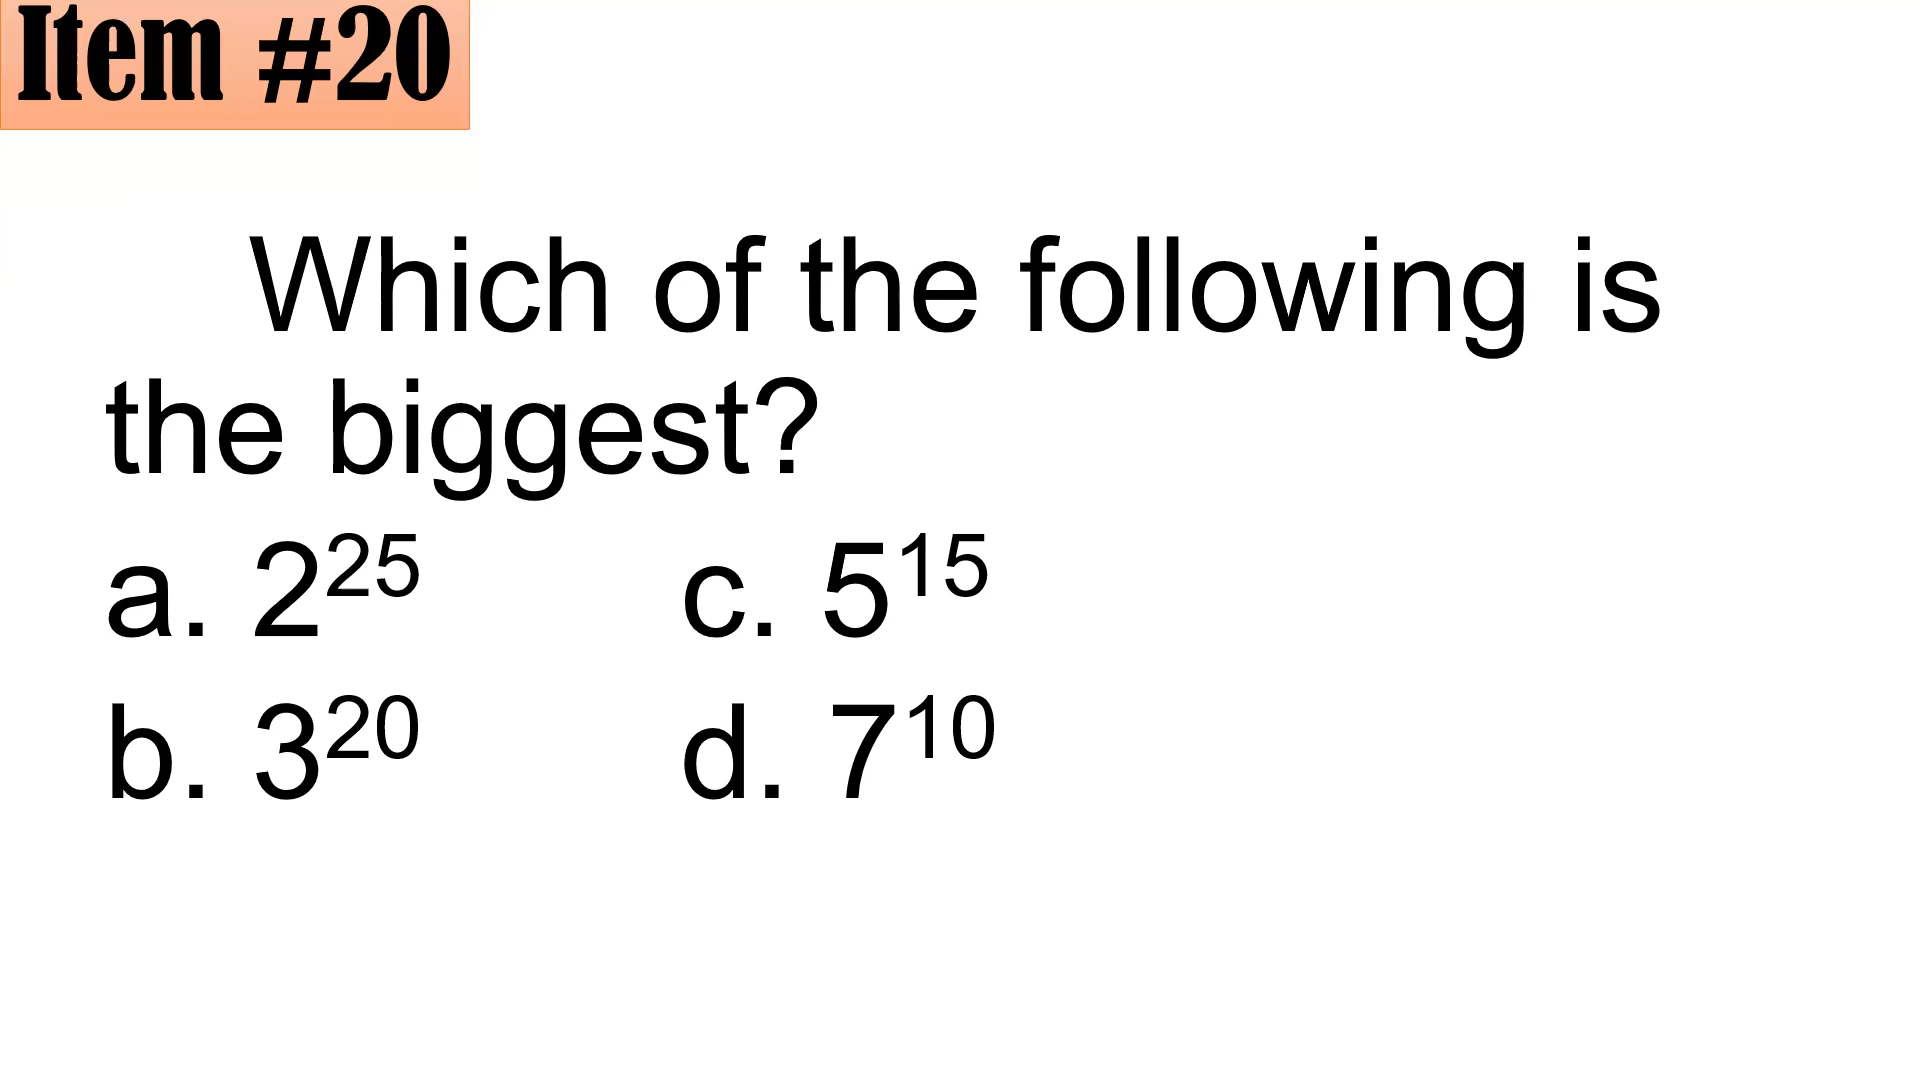 Item #20
Which of the following is
the biggest?
a. 2²⁵ c. 5¹⁵
b. 3²⁰ d. 7¹⁰